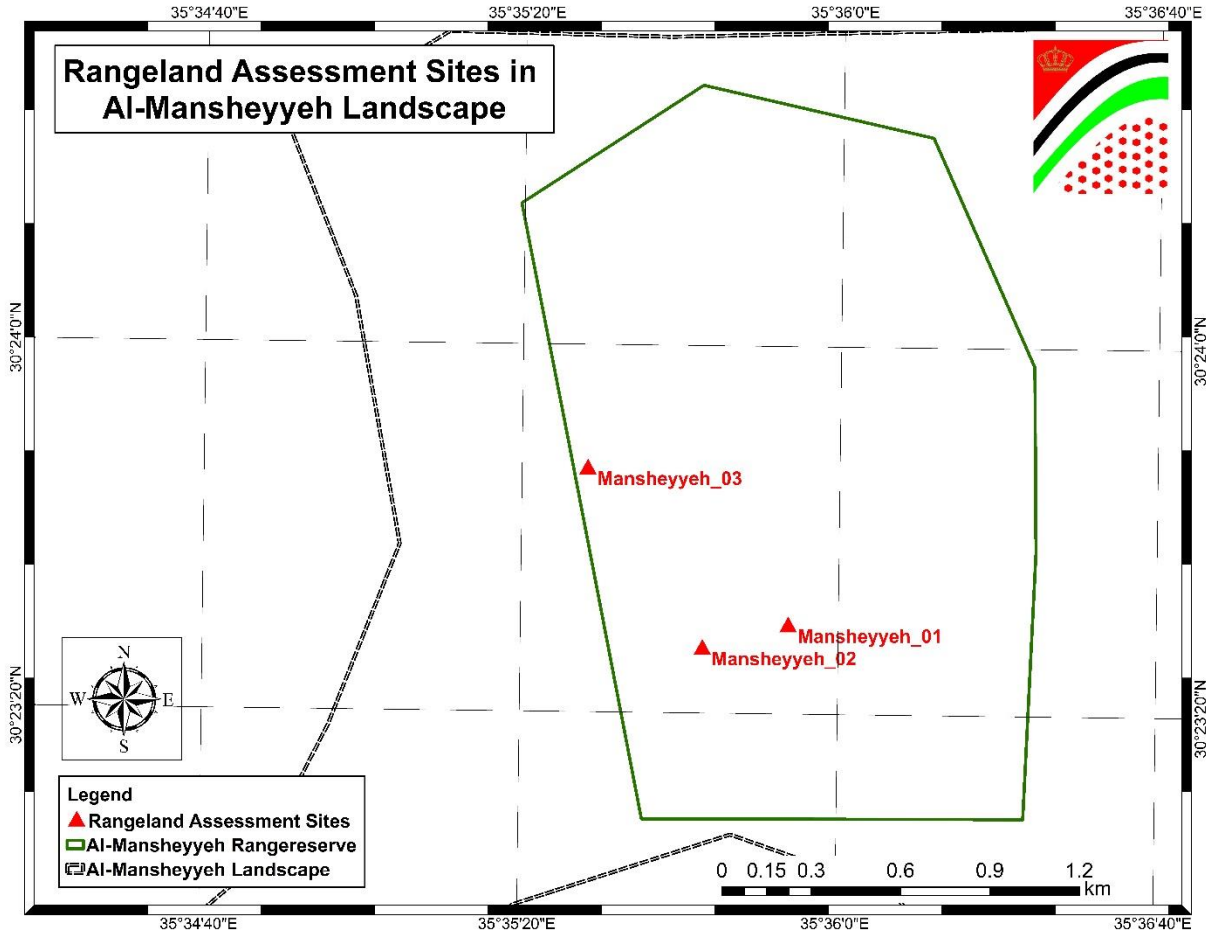 35°34'40"E
35°35'20"E
35°36'0"E
35°36'40"E
Rangeland Assessment Sites in
Al-Mansheyyeh Landscape
30°24'0"N
30°24'0"N
Mansheyyeh_03
Mansheyyeh_01
Mansheyyeh_02
N
W
E
S
30°23'20"N
30°23'20"N
Legend
Rangeland Assessment Sites
Al-Mansheyyeh Rangereserve
Al-Mansheyyeh Landscape
0 0.15 0.3 0.6 0.9 1.2
km
35°34'40"E
35°35'20"E
35°36'0"E
35°36'40"E